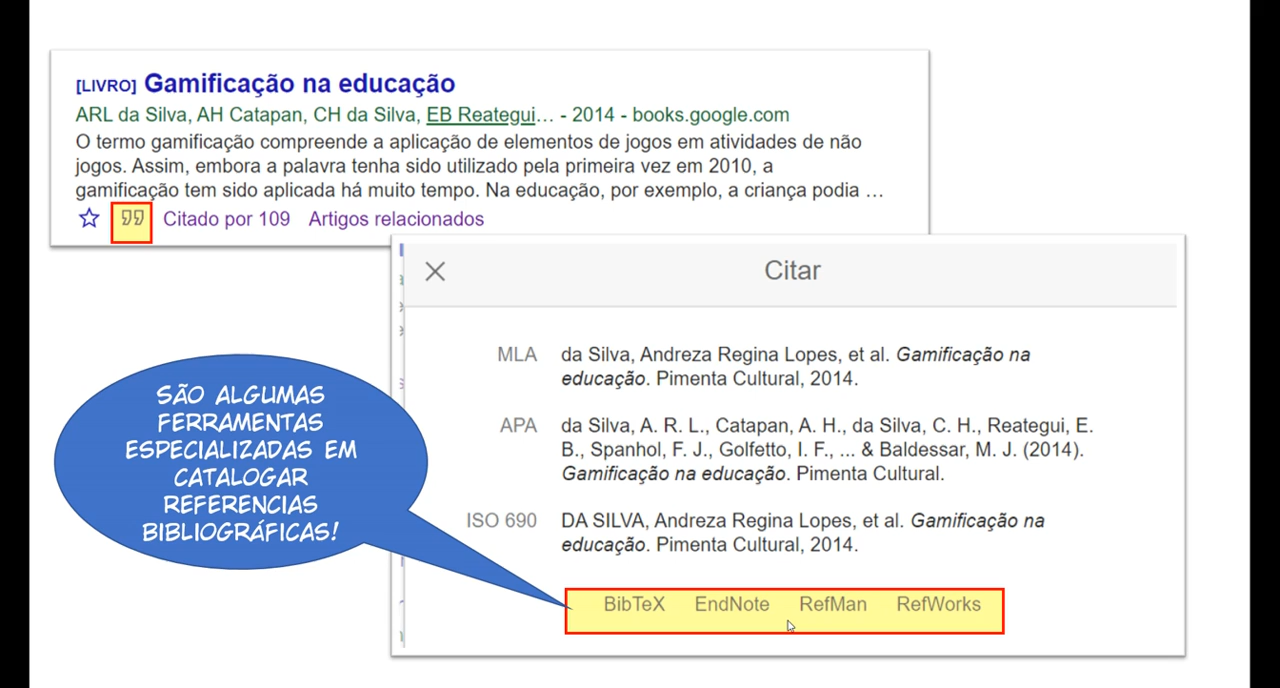 [LIVRO] Gamificação na educação
ARL da Silva, AH Catapan, CH da Silva, EB Reategui... - 2014 - books.google.com
O termo gamificação compreende a aplicação de elementos de jogos em atividades de não
jogos. Assim, embora a palavra tenha sido utilizado pela primeira vez em 2010, a
gamificação tem sido aplicada há muito tempo. Na educação, por exemplo, a criança podia ...
Citado por 109 Artigos relacionados
Citar
MLA da Silva, Andreza Regina Lopes, et al. Gamificação na
educação. Pimenta Cultural, 2014.
APA da Silva, A. R. L., Catapan, A. H., da Silva, C. H., Reategui, E.
B., Spanhol, F. J., Golfetto, I. F., ... & Baldessar, M. J. (2014).
Gamificação na educação. Pimenta Cultural.
ISO 690 DA SILVA, Andreza Regina Lopes, et al. Gamificação na
educação. Pimenta Cultural, 2014.
BibTeX EndNote RefMan RefWorks
SÃO ALGUMAS
FERRAMENTAS
ESPECIALIZADAS EM
CATALOGAR
REFERENCIAS
BIBLIOGRÁFICAS!